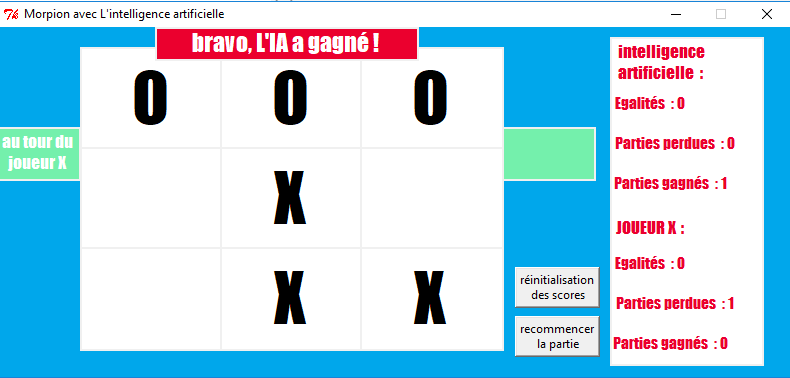 Morpion avec L'intelligence artificielle
bravo, L'IA a gagné !
O O O
au tour du
joueur X
X
X X
réinitialisation
des scores
recommencer
la partie
intelligence
artificielle :
Egalités : 0
Parties perdues : 0
Parties gagnés : 1
JOUEUR X :
Egalités : 0
Parties perdues : 1
Parties gagnés : 0